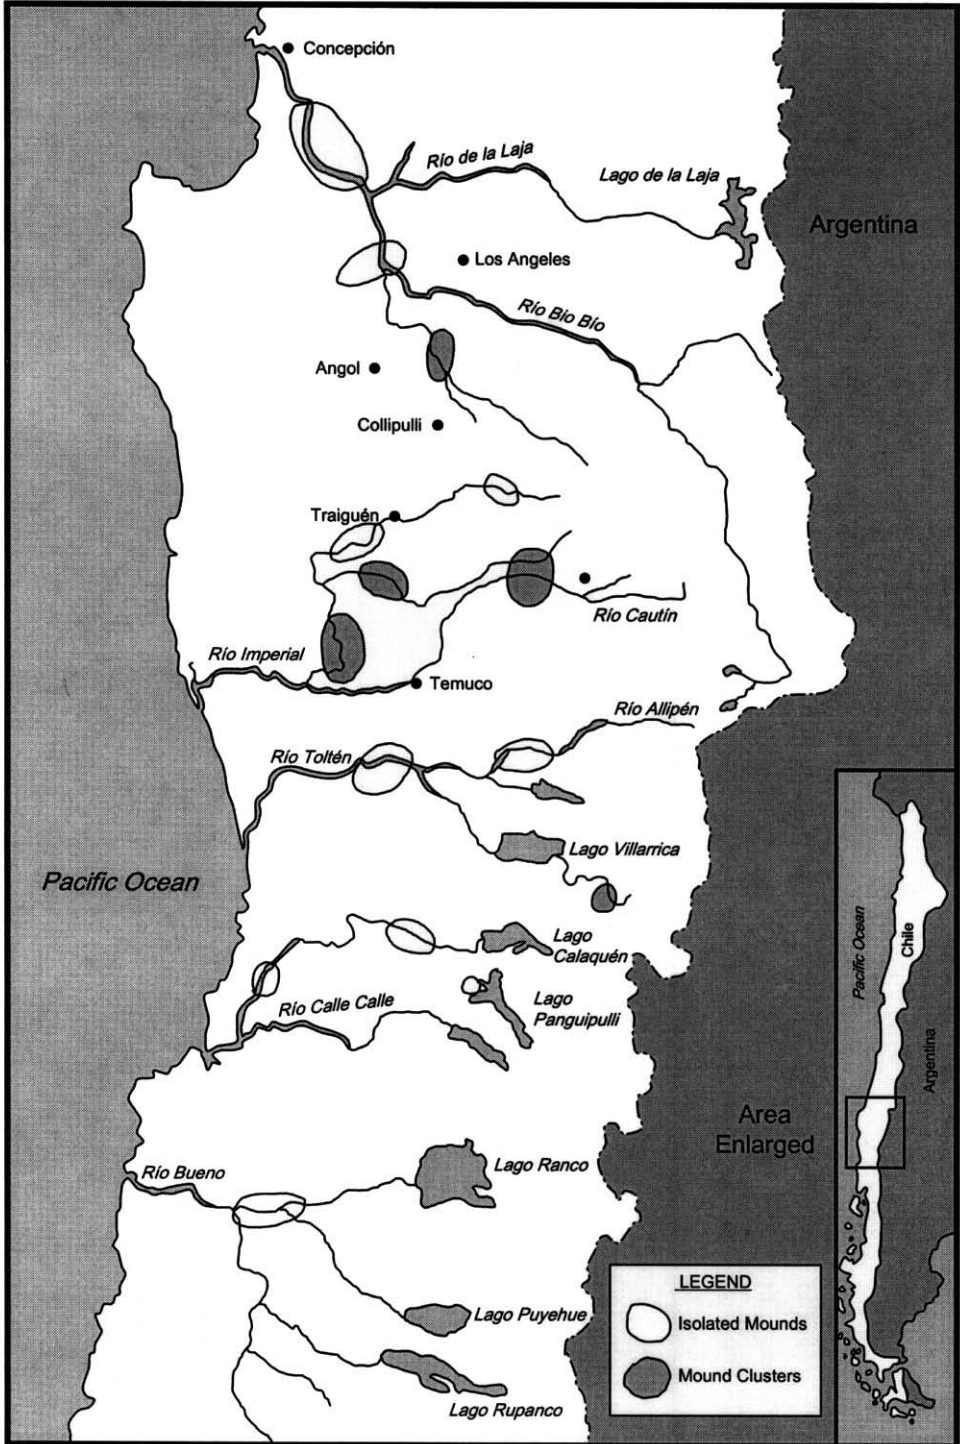 Concepción
Río de la Laja
Lago de la Laja
Argentina
Los Angeles
Río Bio Bío
Angol
Collipulli
Traiguén
Río Cautín
Río Imperial
Temuco
Río Allipén
Río Toltén
Lago Villarrica
Pacific Ocean
Lago
Calaquén
Lago
Panguipulli
Río Calle Calle
Pacific Ocean
Chile
Argentina
Area
Enlarged
Río Bueno
Lago Ranco
LEGEND
Isolated Mounds
Mound Clusters
Lago Puyehue
Lago Rupanco